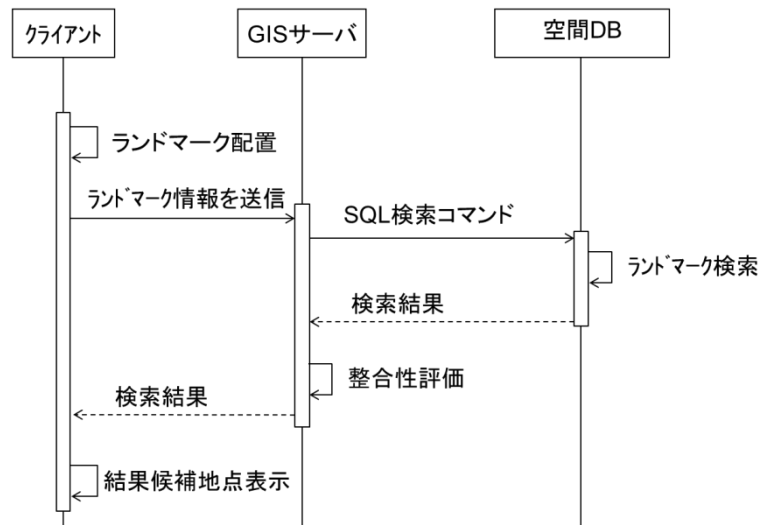 クライアント
GISサーバ
空間DB
ランドマーク配置
ランドマーク情報を送信
SQL検索コマンド
ランドマーク検索
検索結果
整合性評価
検索結果
結果候補地点表示